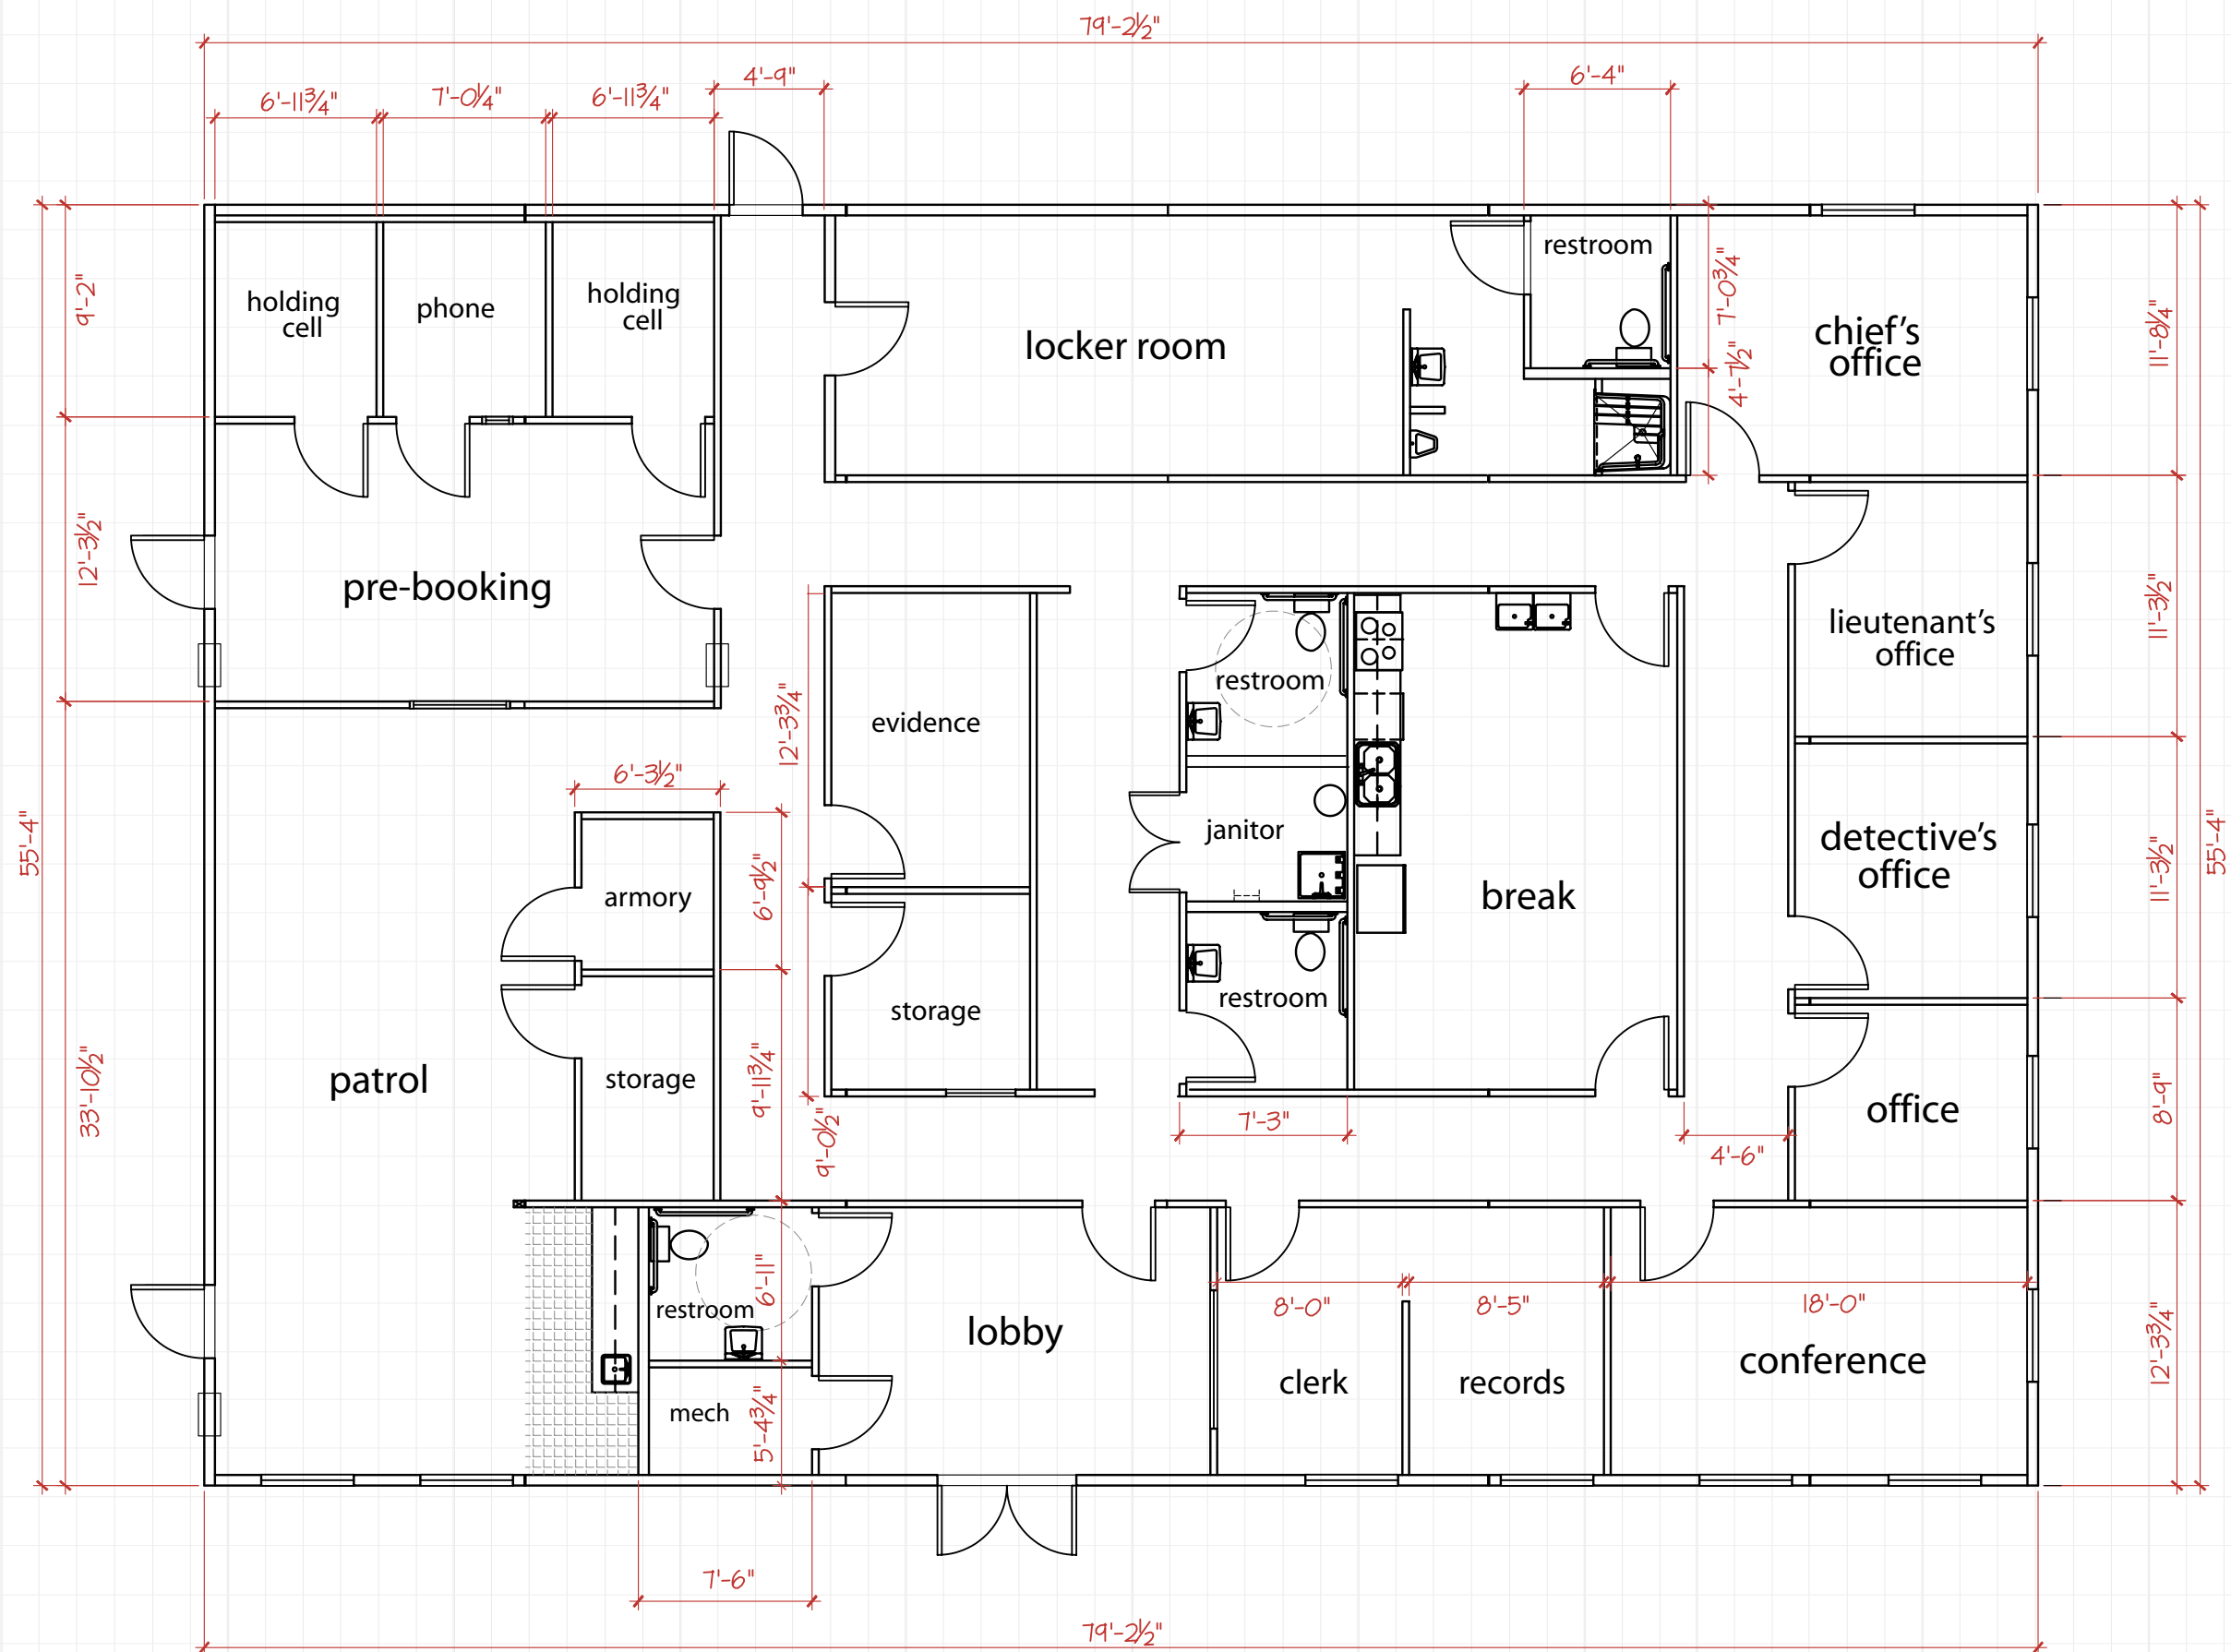 79'-2½"
6'-11¾"
7'-0¼"
6'-11¾"
4'-9"
6'-4"
9'-2"
holding
cell
phone
holding
cell
locker room
restroom
7'-0¾"
4'-7½"
chief's
office
11'-8¼"
12'-3½"
pre-booking
lieutenant's
office
11'-3½"
evidence
12'-3¾"
restroom
6'-3½"
55'-4"
armory
6'-9½"
janitor
break
detective's
office
11'-3½"
55'-4"
storage
restroom
33'-10½"
patrol
storage
9'-11¾"
9'-0½"
7'-3"
4'-6"
office
8'-9"
restroom
6'-11"
lobby
8'-0"
8'-5"
18'-0"
clerk
records
conference
12'-3¾"
mech
5'-4¾"
7'-6"
79'-2½"